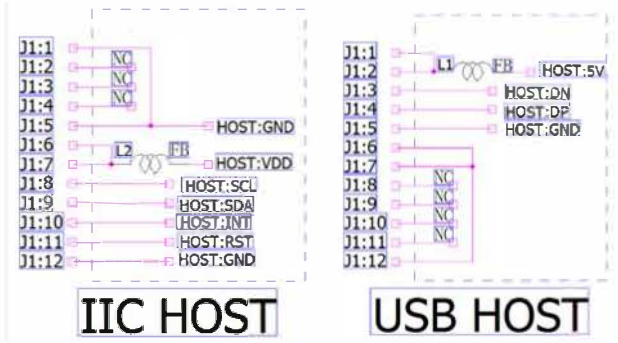 J1:1
J1:2 NC
J1:3 NC
J1:4 NC
J1:5 HOST:GND
J1:6 L2 FB
J1:7 HOST:VDD
J1:8 HOST:SCL
J1:9 HOST:SDA
J1:10 HOST:INT
J1:11 HOST:RST
J1:12 HOST:GND
IIC HOST
J1:1 L1 FB
J1:2 HOST:5V
J1:3 HOST:DN
J1:4 HOST:DP
J1:5 HOST:GND
J1:6
J1:7
J1:8 NC
J1:9 NC
J1:10 NC
J1:11 NC
J1:12
USB HOST